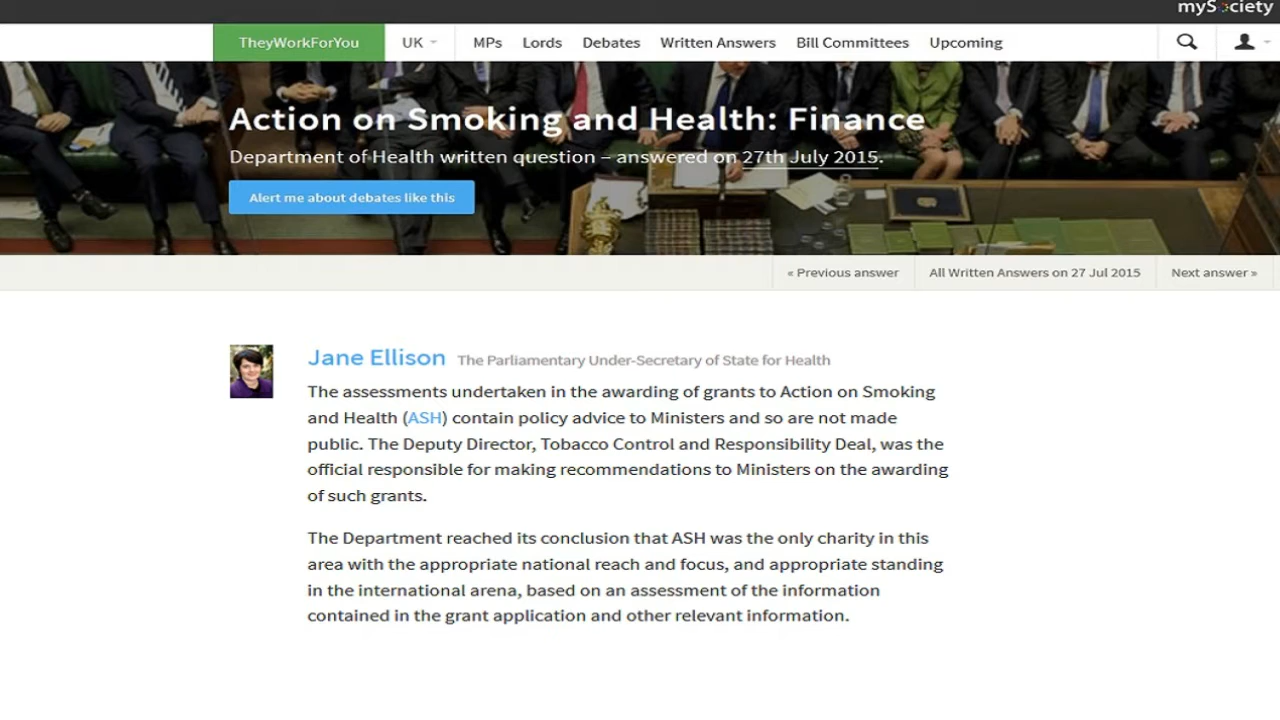 mySociety
TheyWorkForYou UK MPs Lords Debates Written Answers Bill Committees Upcoming
Action on Smoking and Health: Finance
Department of Health written question – answered on 27th July 2015.
Alert me about debates like this
« Previous answer All Written Answers on 27 Jul 2015 Next answer »
Jane Ellison The Parliamentary Under-Secretary of State for Health
The assessments undertaken in the awarding of grants to Action on Smoking
and Health (ASH) contain policy advice to Ministers and so are not made
public. The Deputy Director, Tobacco Control and Responsibility Deal, was the
official responsible for making recommendations to Ministers on the awarding
of such grants.
The Department reached its conclusion that ASH was the only charity in this
area with the appropriate national reach and focus, and appropriate standing
in the international arena, based on an assessment of the information
contained in the grant application and other relevant information.